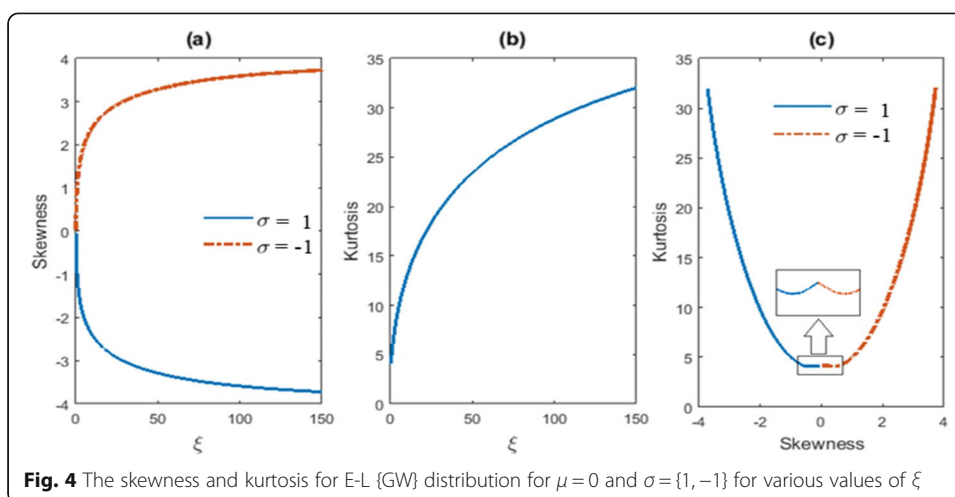 (a)
4
3
2
1
0
-1
-2
-3
-4
Skewness
0
50
100
150
ξ
σ = 1
σ = -1
(b)
35
30
25
20
15
10
5
0
Kurtosis
0
50
100
150
ξ
(c)
35
30
25
20
15
10
5
0
Kurtosis
σ = 1
σ = -1
-4
-2
0
2
4
Skewness
Fig. 4 The skewness and kurtosis for E-L {GW} distribution for μ = 0 and σ = {1, −1} for various values of ξ